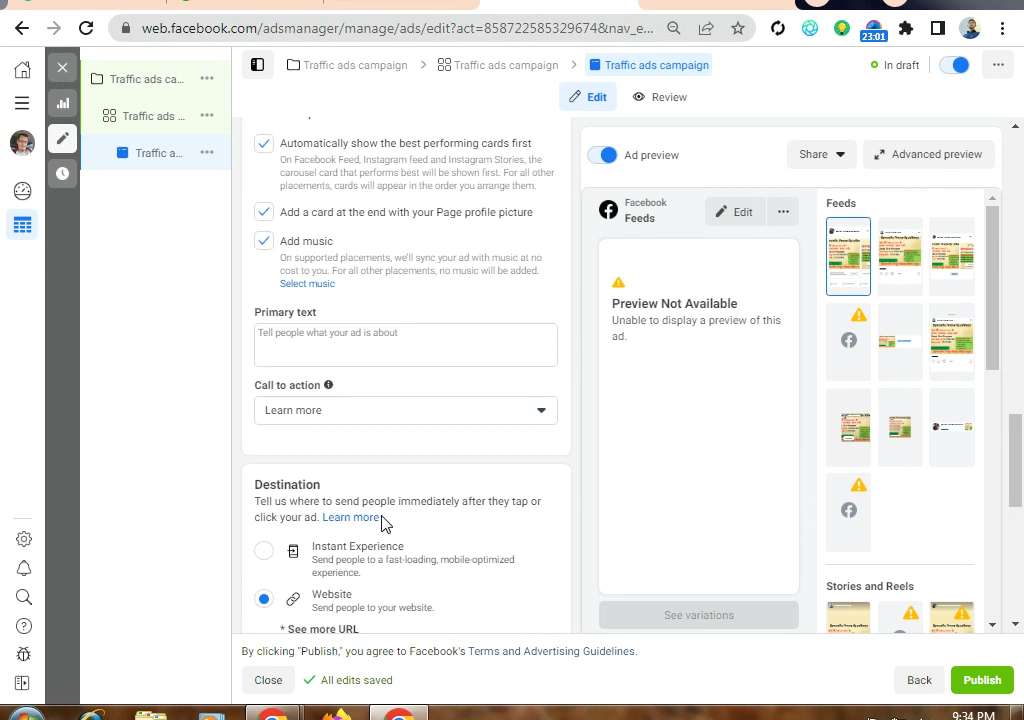 web.facebook.com/adsmanager/manage/ads/edit?act=858722585329674&nav_e...
23:01
Traffic ads ca...
Traffic ads ...
Traffic a...
Traffic ads campaign
Traffic ads campaign
Traffic ads campaign
In draft
Edit
Review
Automatically show the best performing cards first
On Facebook Feed, Instagram feed and Instagram Stories, the
carousel card that performs best will be shown first. For all other
placements, cards will appear in the order you arrange them.
Add a card at the end with your Page profile picture
Add music
On supported placements, we'll sync your ad with music at no
cost to you. For all other placements, no music will be added.
Select music
Primary text
Tell people what your ad is about
Call to action
Learn more
Destination
Tell us where to send people immediately after they tap or
click your ad. Learn more
Instant Experience
Send people to a fast-loading, mobile-optimized
experience.
Website
Send people to your website.
* See more URL
Ad preview
Share
Advanced preview
Facebook
Feeds
Edit
Preview Not Available
Unable to display a preview of this
ad.
See variations
Feeds
Stories and Reels
By clicking "Publish," you agree to Facebook's Terms and Advertising Guidelines.
Close
All edits saved
Back
Publish
9:34 PM